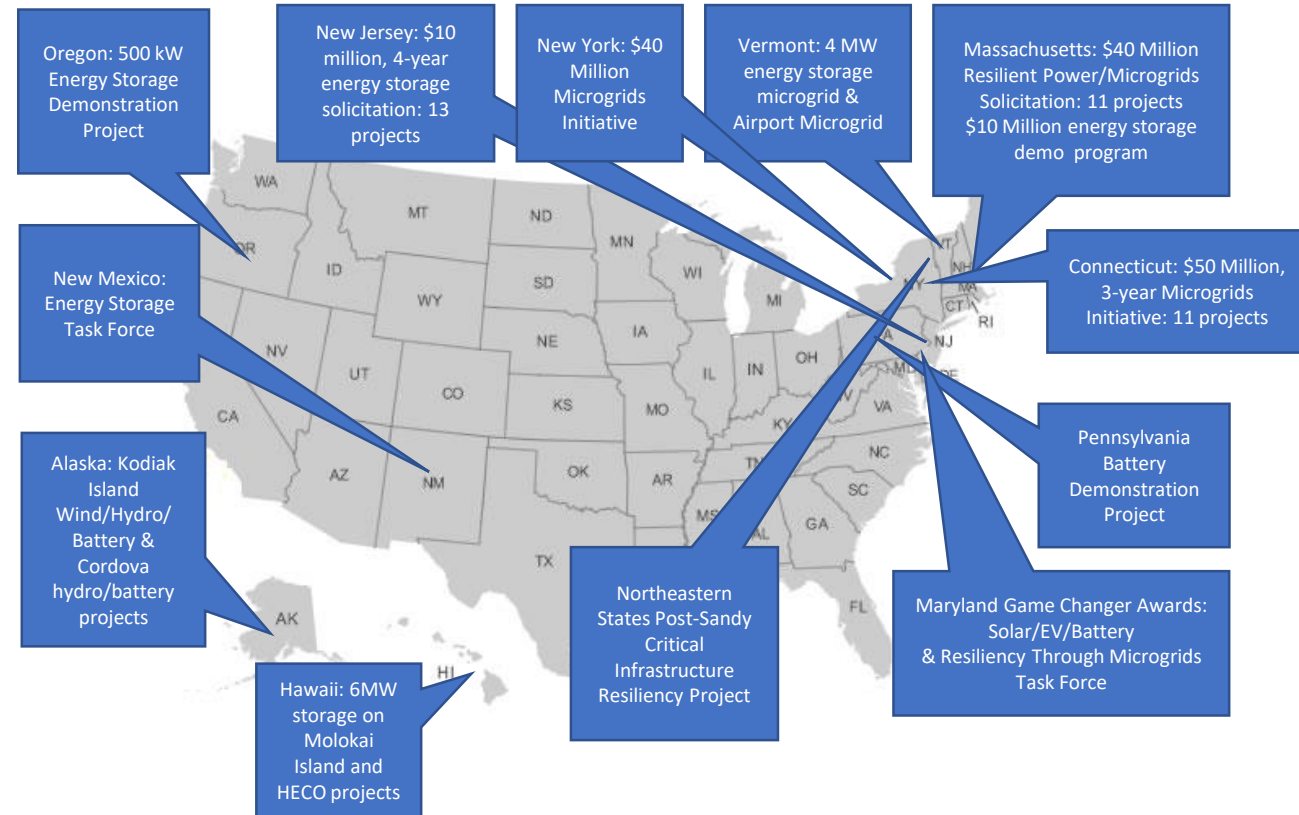 Oregon: 500 kW
Energy Storage
Demonstration
Project
New Jersey: $10
million, 4-year
energy storage
solicitation: 13
projects
New York: $40
Million
Microgrids
Initiative
Vermont: 4 MW
energy storage
microgrid &
Airport Microgrid
Massachusetts: $40 Million
Resilient Power/Microgrids
Solicitation: 11 projects
$10 Million energy storage
demo program
New Mexico:
Energy Storage
Task Force
Connecticut: $50 Million,
3-year Microgrids
Initiative: 11 projects
Alaska: Kodiak
Island
Wind/Hydro/
Battery &
Cordova
hydro/battery
projects
Pennsylvania
Battery
Demonstration
Project
Hawaii: 6MW
storage on
Molokai
Island and
HECO projects
Northeastern
States Post-Sandy
Critical
Infrastructure
Resiliency Project
Maryland Game Changer Awards:
Solar/EV/Battery
& Resiliency Through Microgrids
Task Force
WA
MT
ND
MN
OR
ID
WY
SD
WI
MI
NY
VT
NH
MA
CT
RI
NV
UT
CO
NE
IA
IL
IN
OH
NJ
MD
DE
CA
AZ
NM
KS
MO
KY
VA
OK
AR
TN
NC
SC
MS
AL
GA
TX
FL
AK
HI